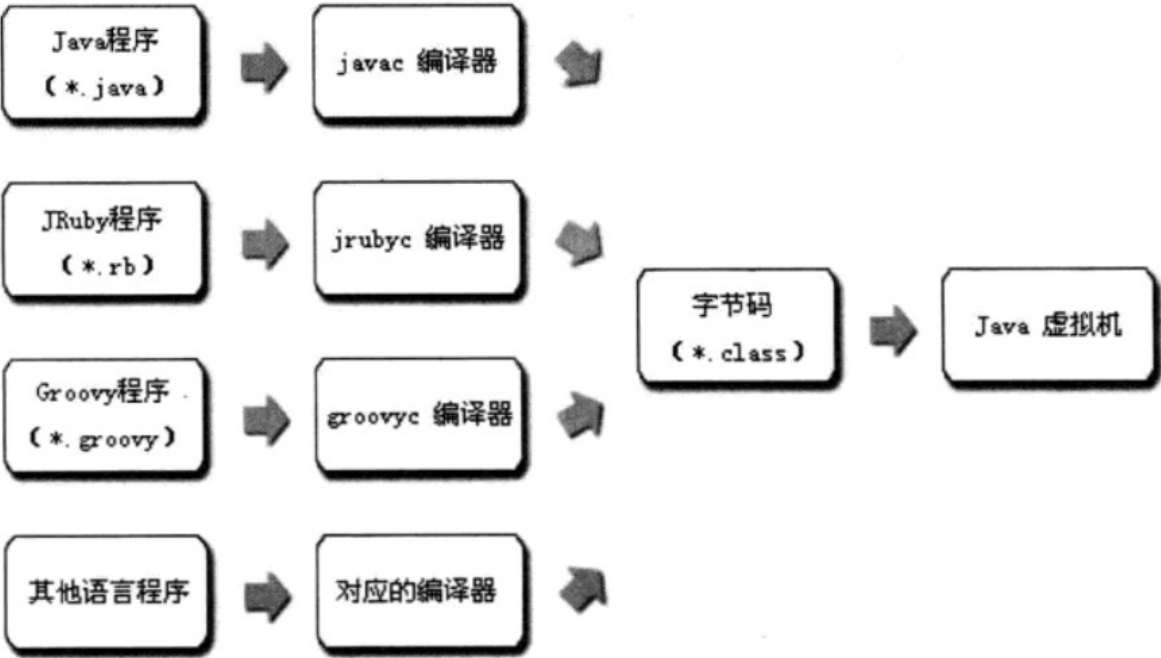 Java程序
(*.java)
javac 编译器
JRuby程序
(*.rb)
jrubyc 编译器
Groovy程序
(*.groovy)
groovyc 编译器
其他语言程序
对应的编译器
字节码
(*.class)
Java 虚拟机